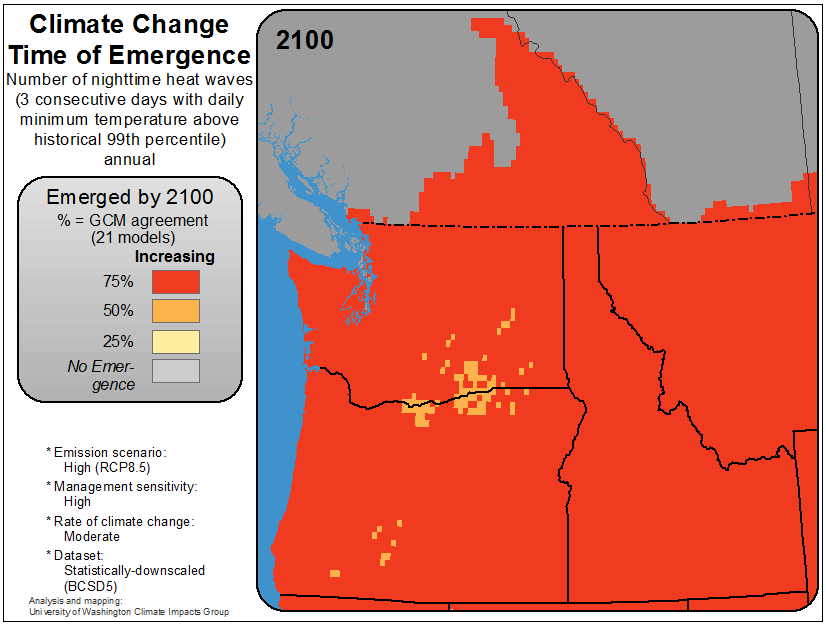 Climate Change
Time of Emergence
Number of nighttime heat waves
(3 consecutive days with daily
minimum temperature above
historical 99th percentile)
annual
Emerged by 2100
% = GCM agreement
(21 models)
Increasing
75%
50%
25%
No Emer-
gence
* Emission scenario:
High (RCP8.5)
* Management sensitivity:
High
* Rate of climate change:
Moderate
* Dataset:
Statistically-downscaled
(BCSD5)
Analysis and mapping:
University of Washington Climate Impacts Group
2100